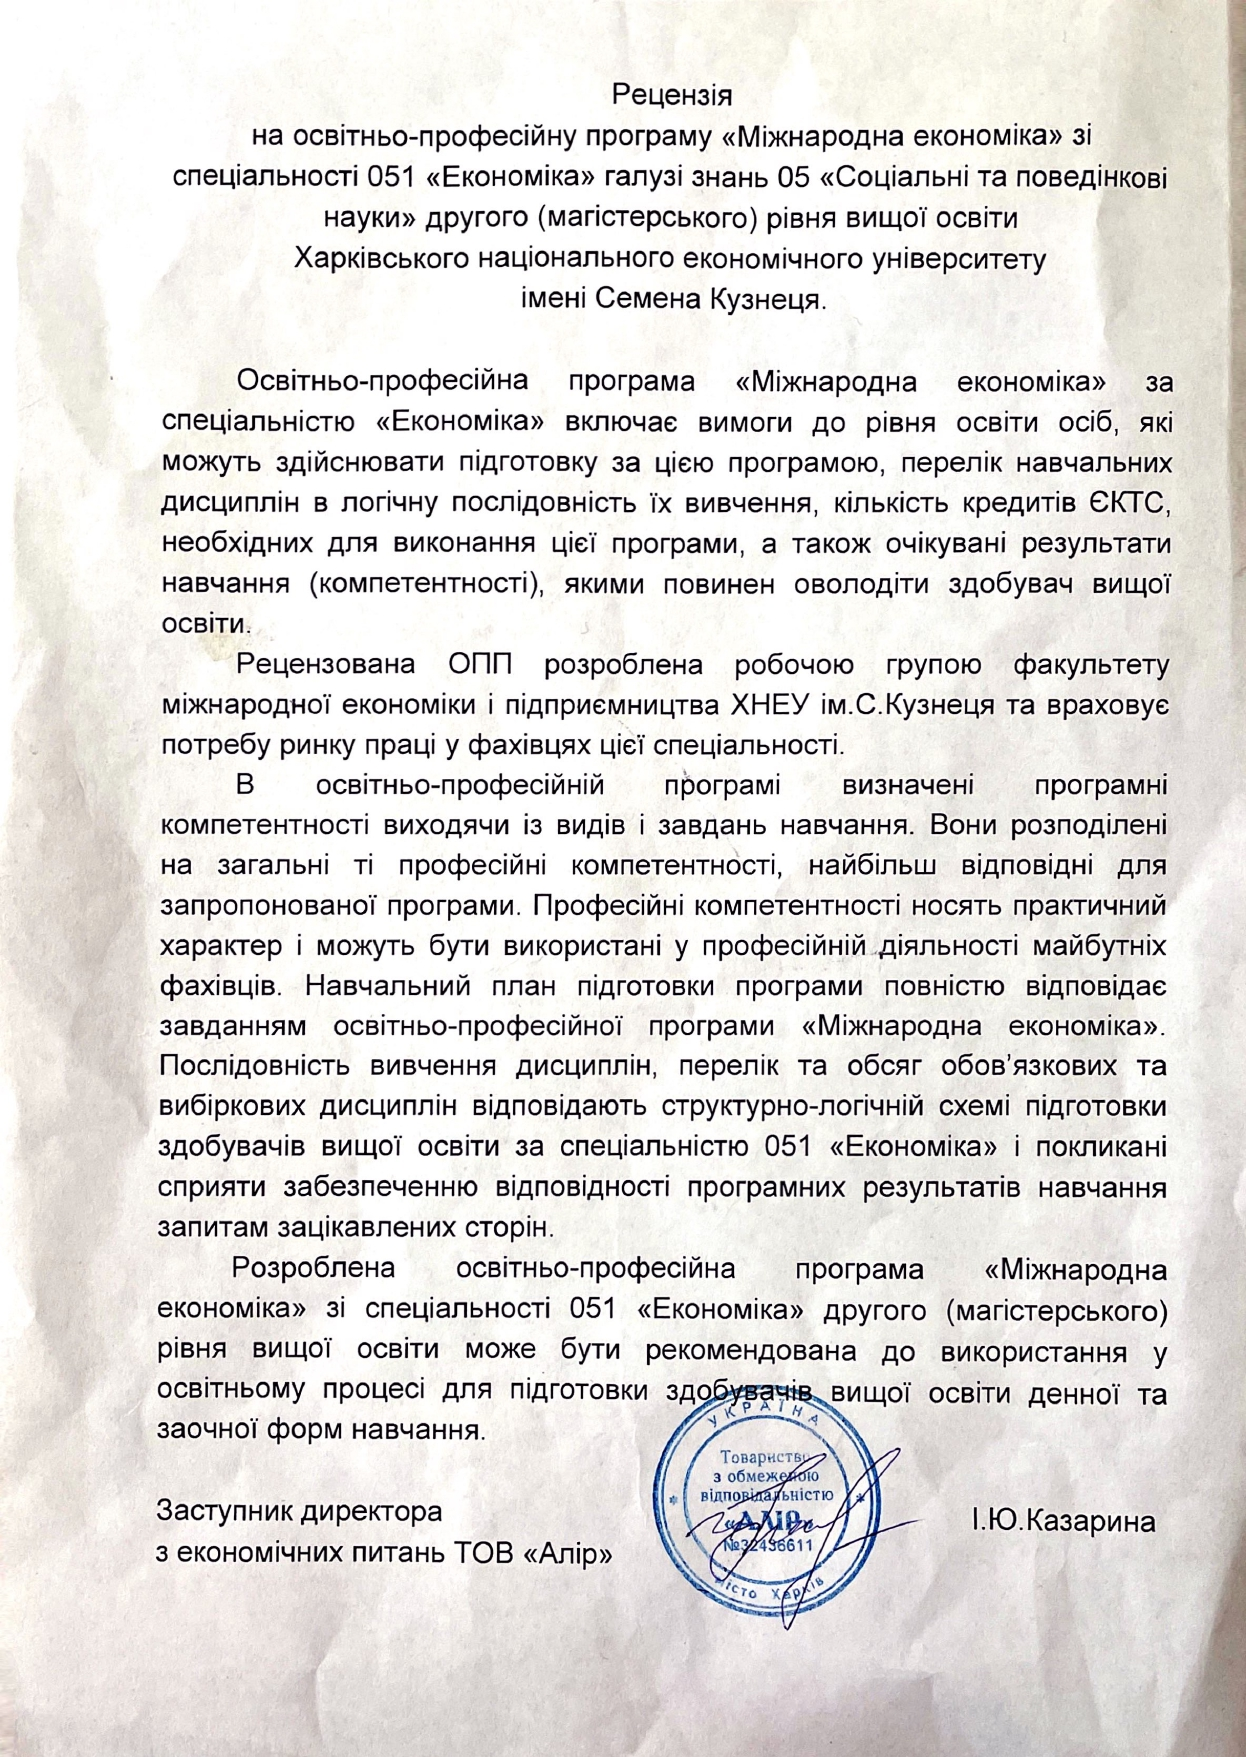 Рецензія
на освітньо-професійну програму «Міжнародна економіка» зі
спеціальності 051 «Економіка» галузі знань 05 «Соціальні та поведінкові
науки» другого (магістерського) рівня вищої освіти
Харківського національного економічного університету
імені Семена Кузнеця.
Освітньо-професійна програма «Міжнародна економіка» за
спеціальністю «Економіка» включає вимоги до рівня освіти осіб, які
можуть здійснювати підготовку за цією програмою, перелік навчальних
дисциплін в логічну послідовність їх вивчення, кількість кредитів ЄКТС,
необхідних для виконання цієї програми, а також очікувані результати
навчання (компетентності), якими повинен оволодіти здобувач вищої
освіти.
Рецензована ОПП розроблена робочою групою факультету
міжнародної економіки і підприємництва ХНЕУ ім.С.Кузнеця та враховує
потребу ринку праці у фахівцях цієї спеціальності.
В освітньо-професійній програмі визначені програмні
компетентності виходячи із видів і завдань навчання. Вони розподілені
на загальні ті професійні компетентності, найбільш відповідні для
запропонованої програми. Професійні компетентності носять практичний
характер і можуть бути використані у професійній діяльності майбутніх
фахівців. Навчальний план підготовки програми повністю відповідає
завданням освітньо-професійної програми «Міжнародна економіка».
Послідовність вивчення дисциплін, перелік та обсяг обов’язкових та
вибіркових дисциплін відповідають структурно-логічній схемі підготовки
здобувачів вищої освіти за спеціальністю 051 «Економіка» і покликані
сприяти забезпеченню відповідності програмних результатів навчання
запитам зацікавлених сторін.
Розроблена освітньо-професійна програма «Міжнародна
економіка» зі спеціальності 051 «Економіка» другого (магістерського)
рівня вищої освіти може бути рекомендована до використання у
освітньому процесі для підготовки здобувачів вищої освіти денної та
заочної форм навчання.
УКРАЇНА
Товариство
з обмеженою
відповідальністю
«АЛІР»
№32436611
місто Харків
Заступник директора
з економічних питань ТОВ «Алір»
І.Ю.Казарина